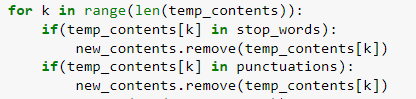 for k in range(len(temp_contents)):
    if(temp_contents[k] in stop_words):
        new_contents.remove(temp_contents[k])
    if(temp_contents[k] in punctuations):
        new_contents.remove(temp_contents[k])